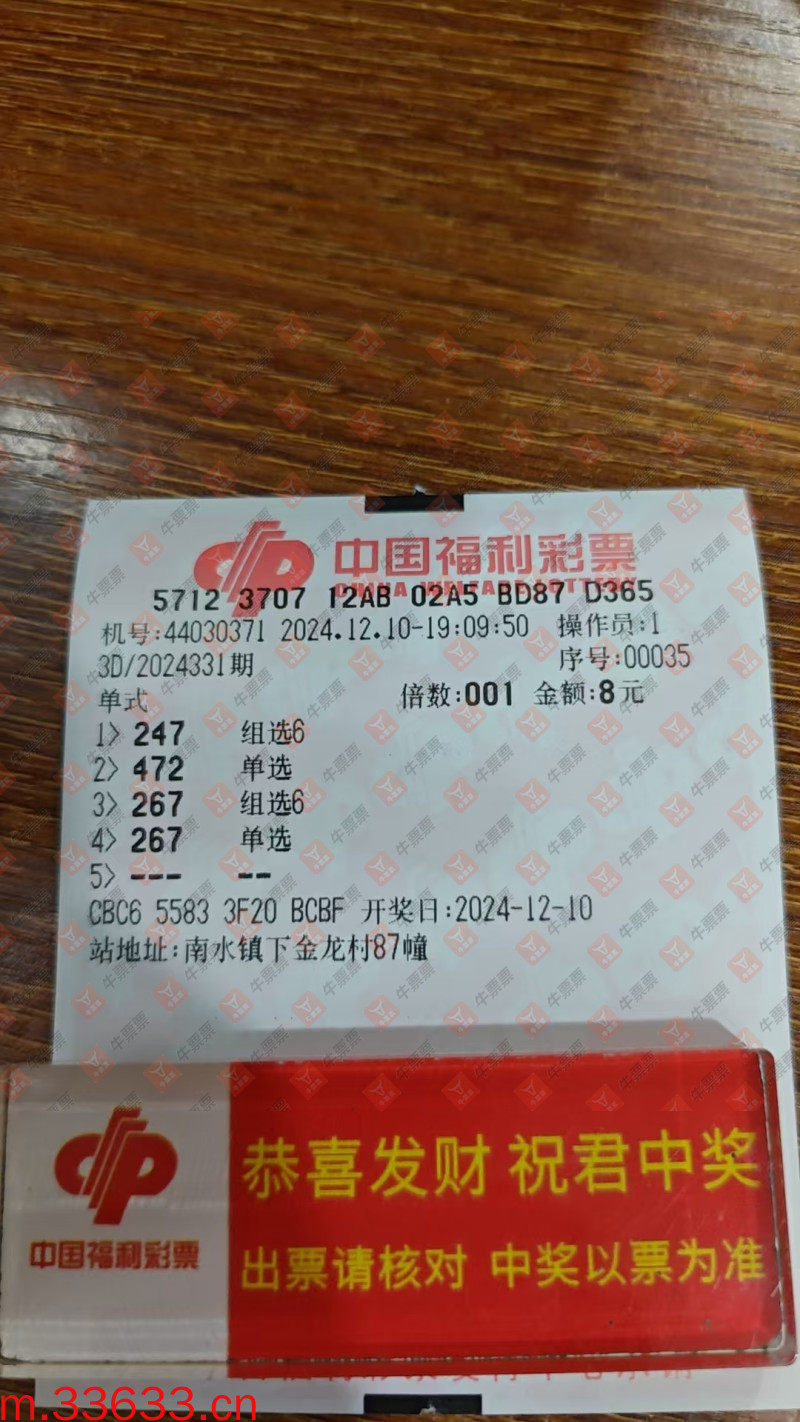 中国福利彩票
CHINA WELFARE LOTTERY
5712 3707 12AB 02A5 BD87 D365
机号:44030371 2024.12.10-19:09:50 操作员:1
3D/2024331期 序号:00035
单式 倍数:001 金额:8元
1> 247 组选6
2> 472 单选
3> 267 组选6
4> 267 单选
5> --- --
CBC6 5583 3F20 BCBF 开奖日:2024-12-10
站地址:南水镇下金龙村87幢
恭喜发财 祝君中奖
中国福利彩票
出票请核对 中奖以票为准
m.33633.cn
牛票票